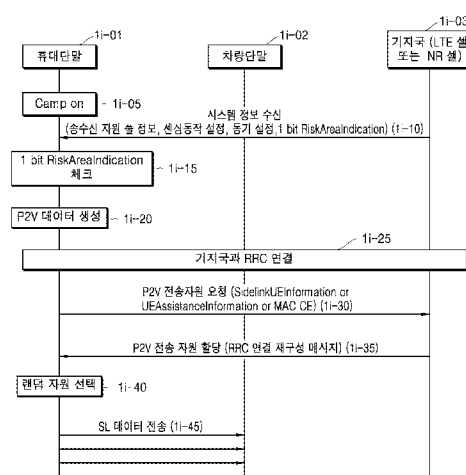 1i-01
1i-02
1i-03
휴대단말
차량단말
기지국 (LTE 셀
또는 NR 셀)
Camp on
1i-05
시스템 정보 수신
(송수신 자원 풀 정보, 센싱동작 설정, 동기 설정,1 bit RiskAreaIndication) (1i-10)
1 bit RiskAreaIndication
체크
1i-15
P2V 데이터 생성
1i-20
1i-25
기지국과 RRC 연결
P2V 전송자원 요청 (SidelinkUEInformation or
UEAssistanceInformation or MAC CE) (1i-30)
P2V 전송 자원 할당 (RRC 연결 재구성 메시지) (1i-35)
랜덤 자원 선택
1i-40
SL 데이터 전송 (1i-45)